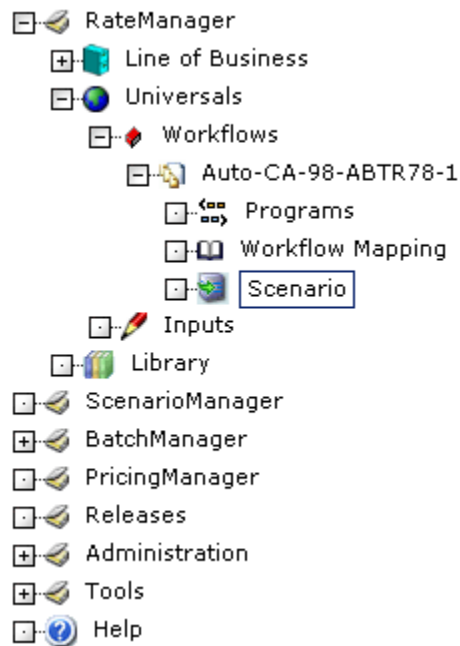 RateManager
Line of Business
Universals
Workflows
Auto-CA-98-ABTR78-1
Programs
Workflow Mapping
Scenario
Inputs
Library
ScenarioManager
BatchManager
PricingManager
Releases
Administration
Tools
Help